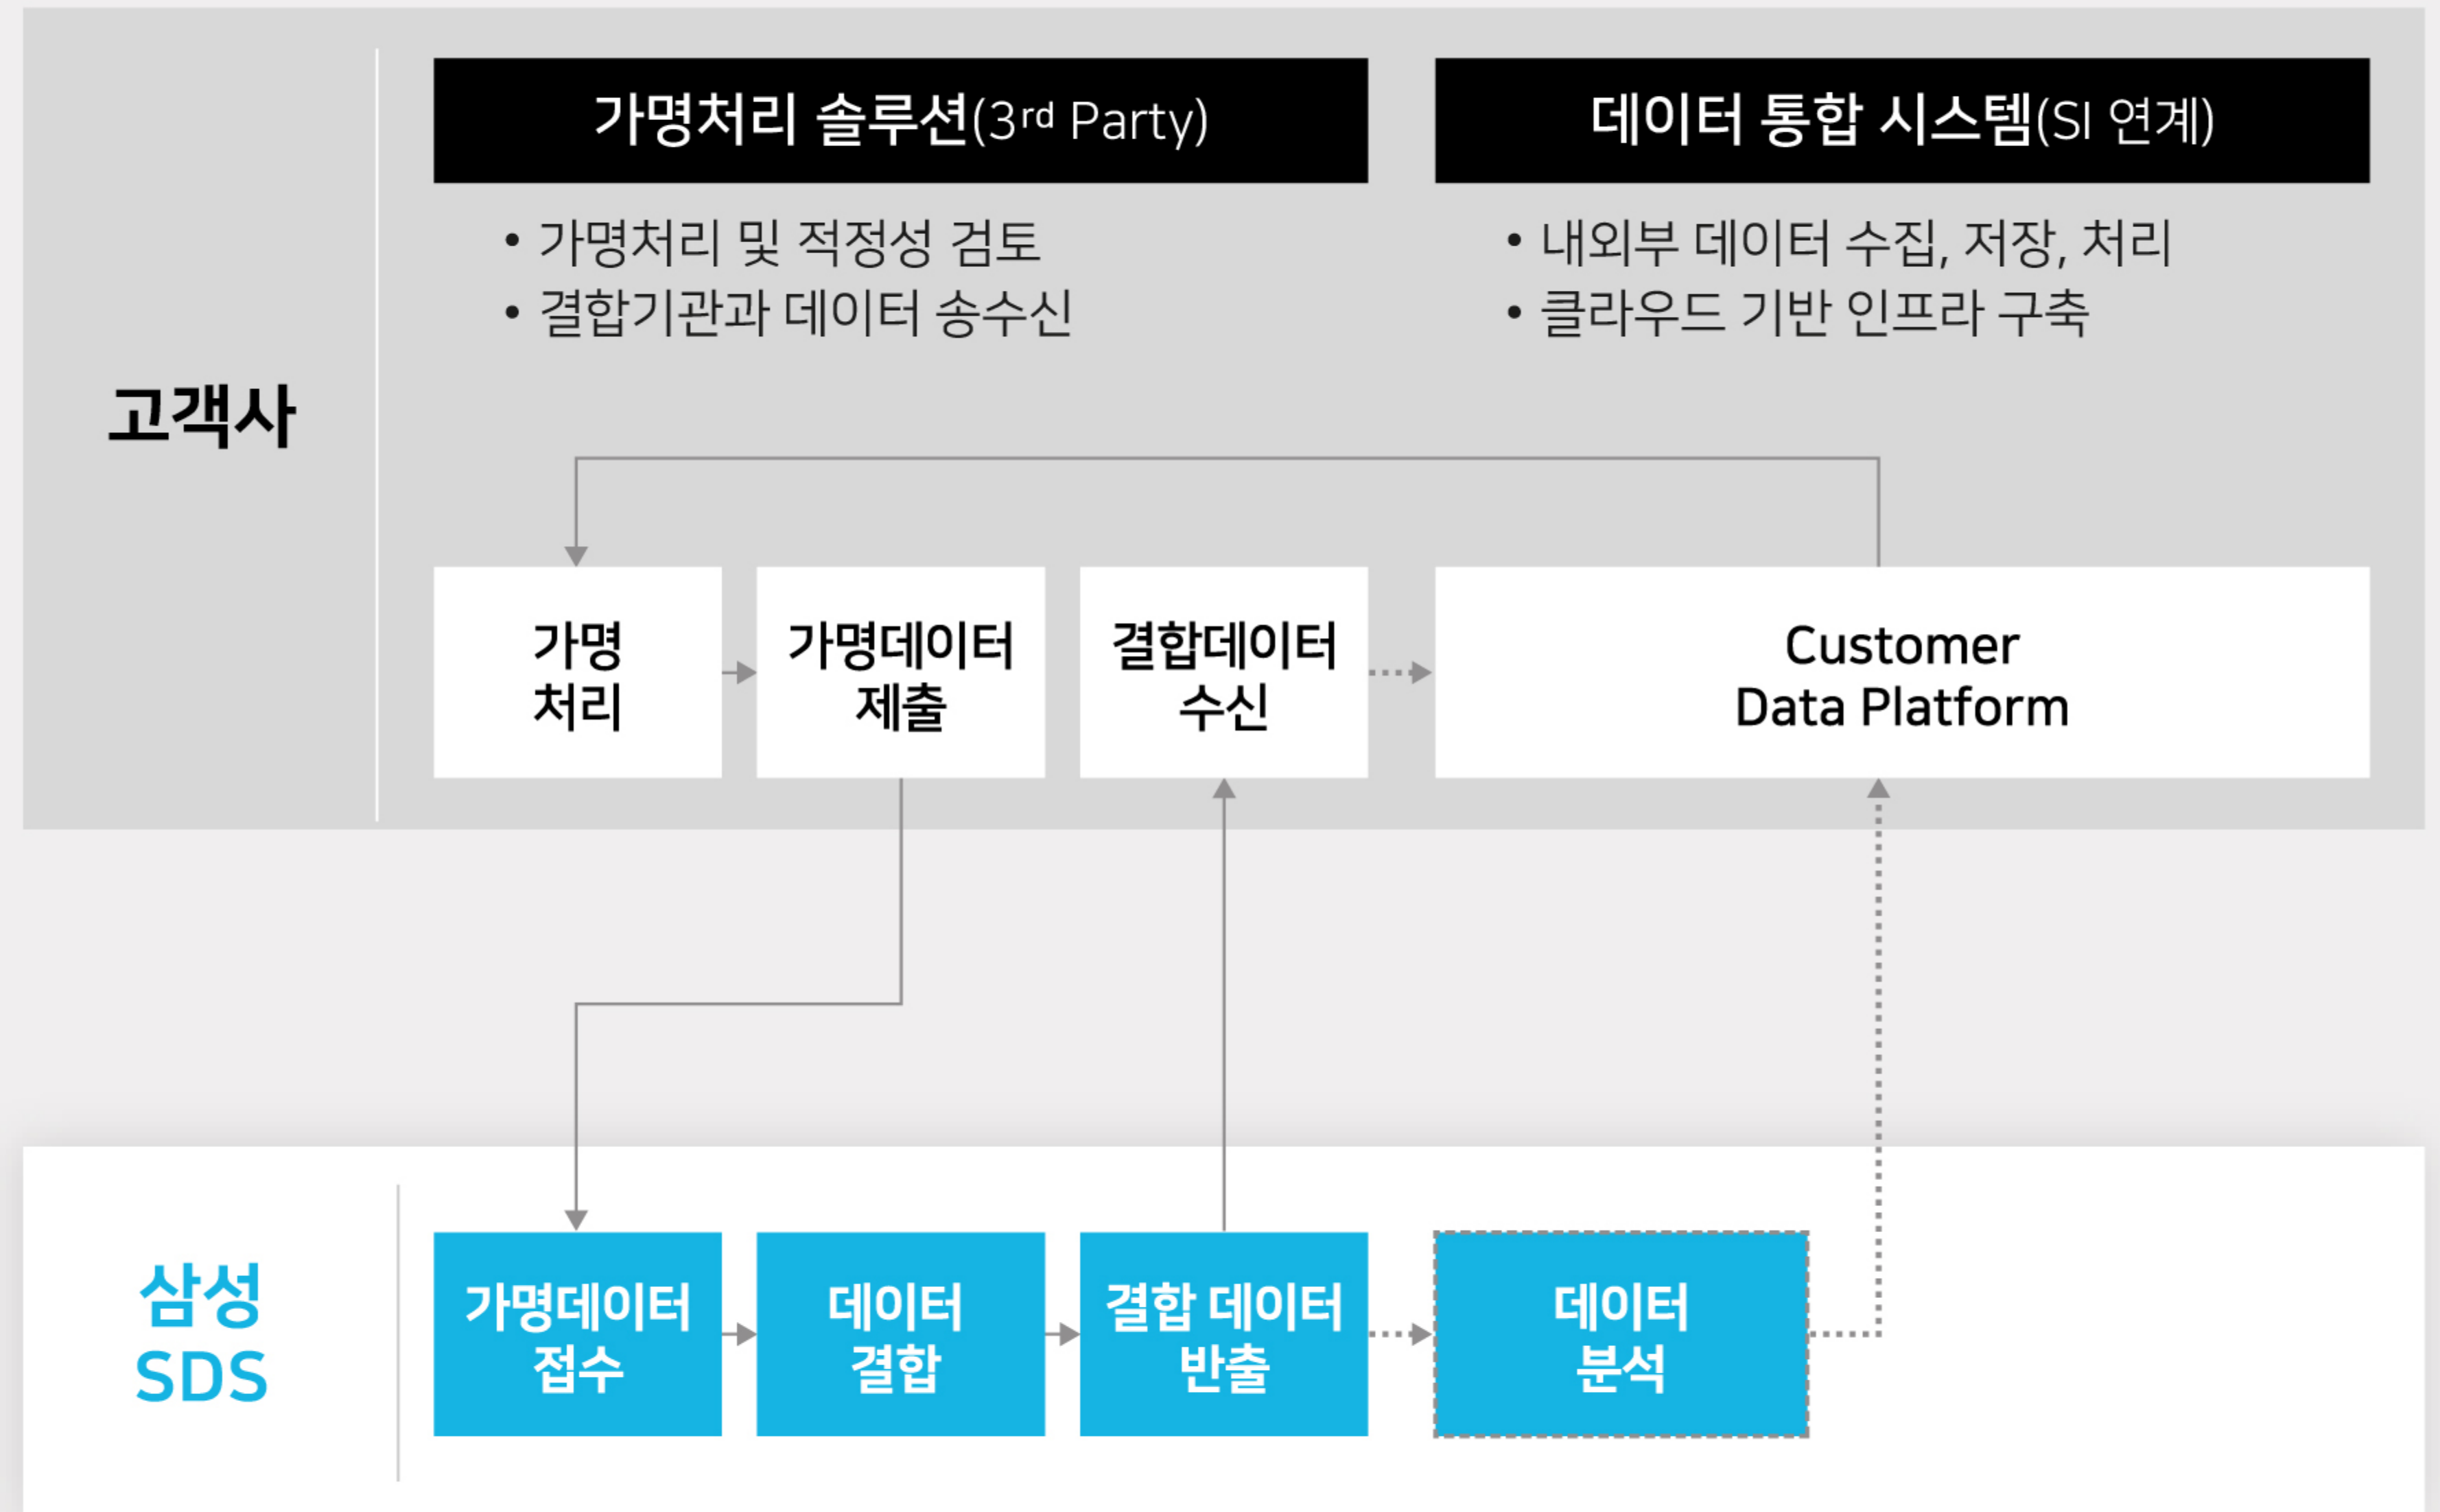 가명처리 솔루션(3rd Party)
데이터 통합 시스템(SI 연계)
• 가명처리 및 적정성 검토
• 결합기관과 데이터 송수신
• 내외부 데이터 수집, 저장, 처리
• 클라우드 기반 인프라 구축
고객사
가명
처리
가명데이터
제출
결합데이터
수신
Customer
Data Platform
삼성
SDS
가명데이터
접수
데이터
결합
결합 데이터
반출
데이터
분석